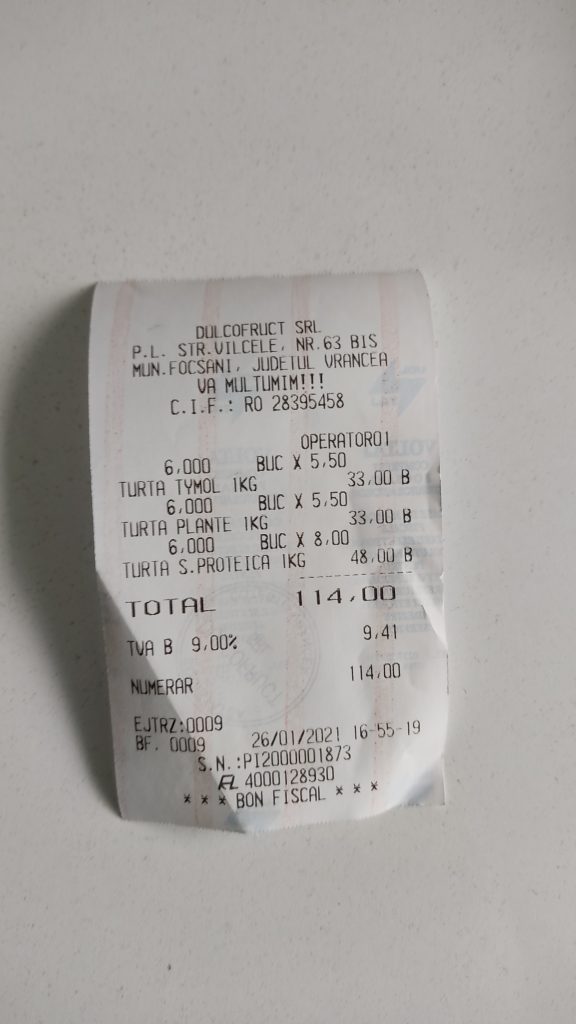 DULCOFRUCT SRL
P.L. STR.VILCELE, NR.63 BIS
MUN.FOCSANI, JUDETUL VRANCEA
VA MULTUMIM!!!
C.I.F.: RO 28395458
OPERATOR01
6,000 BUC X 5,50
TURTA TYMOL 1KG 33,00 B
6,000 BUC X 5,50
TURTA PLANTE 1KG 33,00 B
6,000 BUC X 8,00
TURTA S.PROTEICA 1KG 48,00 B
TOTAL 114,00
TVA B 9,00% 9,41
NUMERAR 114,00
EJTRZ:0009
BF. 0009 26/01/2021 16-55-19
S.N.:PI2000001873
4000128930
* * * BON FISCAL * * *